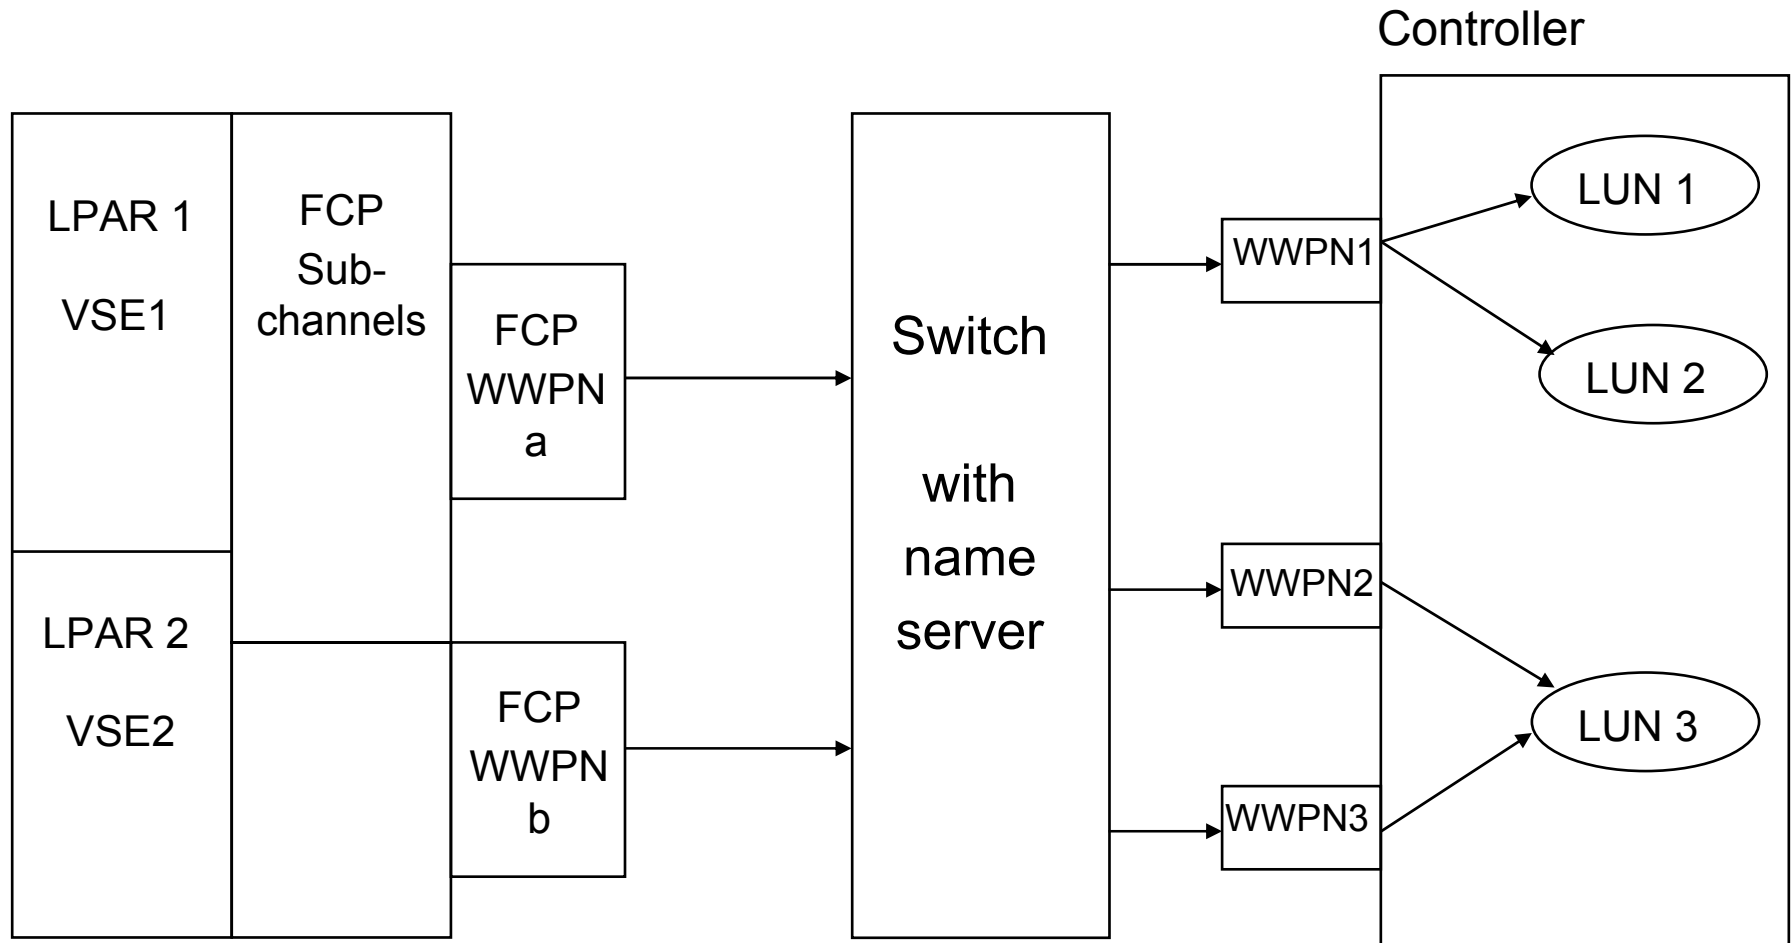 Controller
LPAR 1
VSE1
FCP
Sub-
channels
FCP
WWPN
a
Switch
with
name
server
WWPN1
LUN 1
LUN 2
LPAR 2
VSE2
FCP
WWPN
b
WWPN2
WWPN3
LUN 3